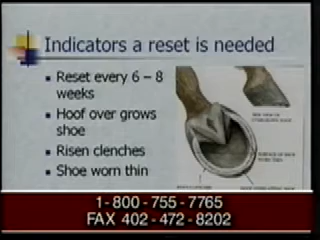 Indicators a reset is needed
Reset every 6 – 8
weeks
Hoof over grows
shoe
Risen clenches
Shoe worn thin
1-800-755-7765
FAX 402-472-8202